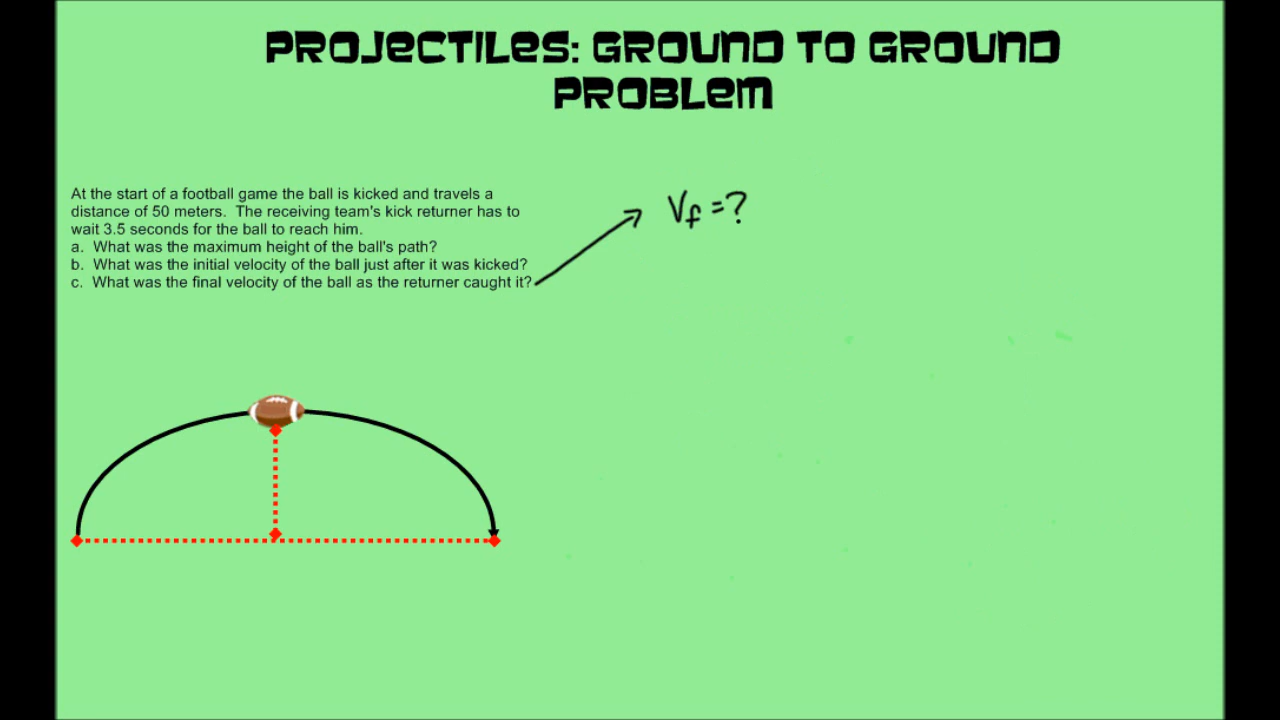 PROJECTILES: GROUND TO GROUND
PROBLEM
At the start of a football game the ball is kicked and travels a
distance of 50 meters. The receiving team's kick returner has to
wait 3.5 seconds for the ball to reach him.
a. What was the maximum height of the ball's path?
b. What was the initial velocity of the ball just after it was kicked?
c. What was the final velocity of the ball as the returner caught it?
Vf =?